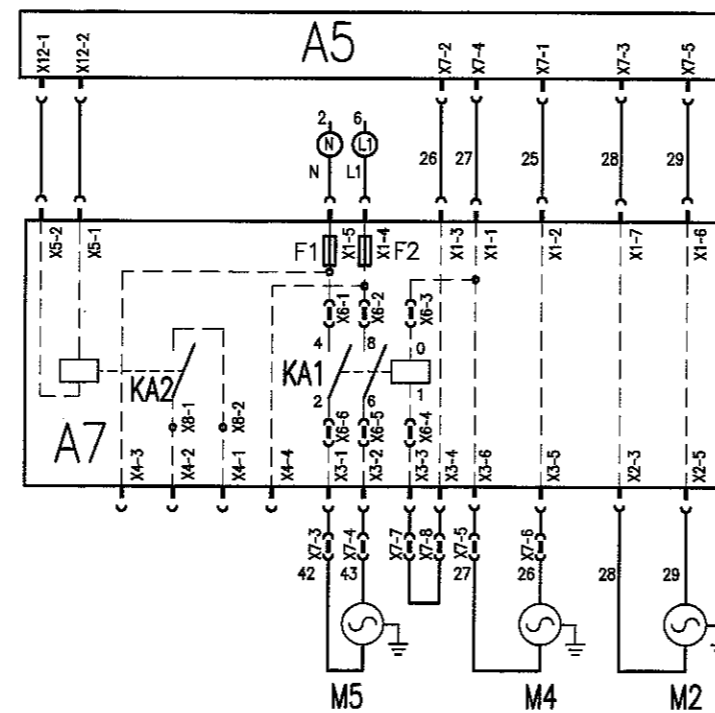 A5
X12-1
X12-2
X7-2
X7-4
X7-1
X7-3
X7-5
2
6
N
L1
N
L1
26
27
25
28
29
X5-2
X5-1
F1
X1-5
X1-4
F2
X1-3
X1-1
X1-2
X1-7
X1-6
X6-1
X6-2
X6-3
4
8
0
KA2
KA1
2
6
1
X8-1
X8-2
X6-6
X6-5
X6-4
A7
X4-3
X4-2
X4-1
X4-4
X3-1
X3-2
X3-3
X3-4
X3-6
X3-5
X2-3
X2-5
X7-3
X7-4
X7-7
X7-8
X7-5
X7-6
42
43
27
26
28
29
M5
M4
M2